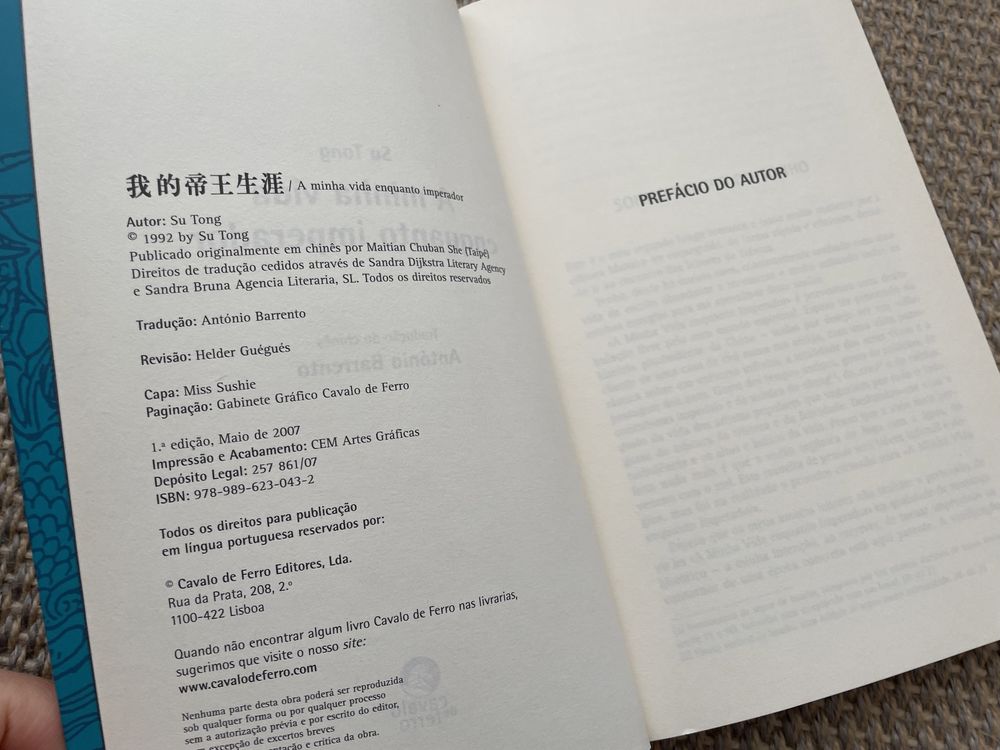 我的帝王生涯 / A minha vida enquanto imperador
Autor: Su Tong
© 1992 by Su Tong
Publicado originalmente em chinês por Maitian Chuban She (Taipé)
Direitos de tradução cedidos através de Sandra Dijkstra Literary Agency
e Sandra Bruna Agencia Literaria, SL. Todos os direitos reservados
Tradução: António Barrento
Revisão: Helder Guégués
Capa: Miss Sushie
Paginação: Gabinete Gráfico Cavalo de Ferro
1.ª edição, Maio de 2007
Impressão e Acabamento: CEM Artes Gráficas
Depósito Legal: 257 861/07
ISBN: 978-989-623-043-2
Todos os direitos para publicação
em língua portuguesa reservados por:
© Cavalo de Ferro Editores, Lda.
Rua da Prata, 208, 2.º
1100-422 Lisboa
Quando não encontrar algum livro Cavalo de Ferro nas livrarias,
sugerimos que visite o nosso site:
www.cavalodeferro.com
Nenhuma parte desta obra poderá ser reproduzida
sob qualquer forma ou por qualquer processo
sem a autorização prévia e por escrito do editor,
excepção de excertos breves
e crítica da obra.
PREFÁCIO DO AUTOR